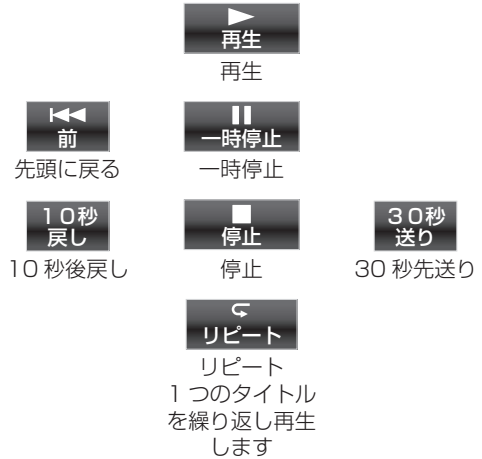 再生
再生
前
一時停止
先頭に戻る
一時停止
10秒
戻し
停止
30秒
送り
10 秒後戻し
停止
30 秒先送り
リピート
リピート
1 つのタイトル
を繰り返し再生
します